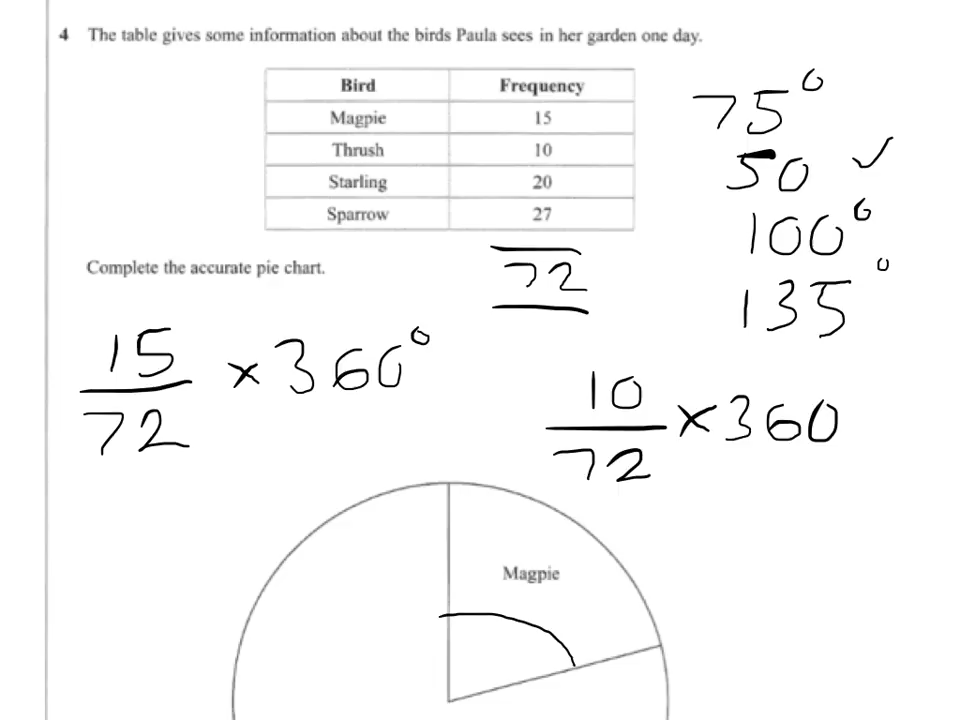 4 The table gives some information about the birds Paula sees in her garden one day.
Bird Frequency
Magpie 15
Thrush 10
Starling 20
Sparrow 27
72
75°
50 ✓
100°
135°
Complete the accurate pie chart.
15/72 × 360°
10/72 × 360
Magpie